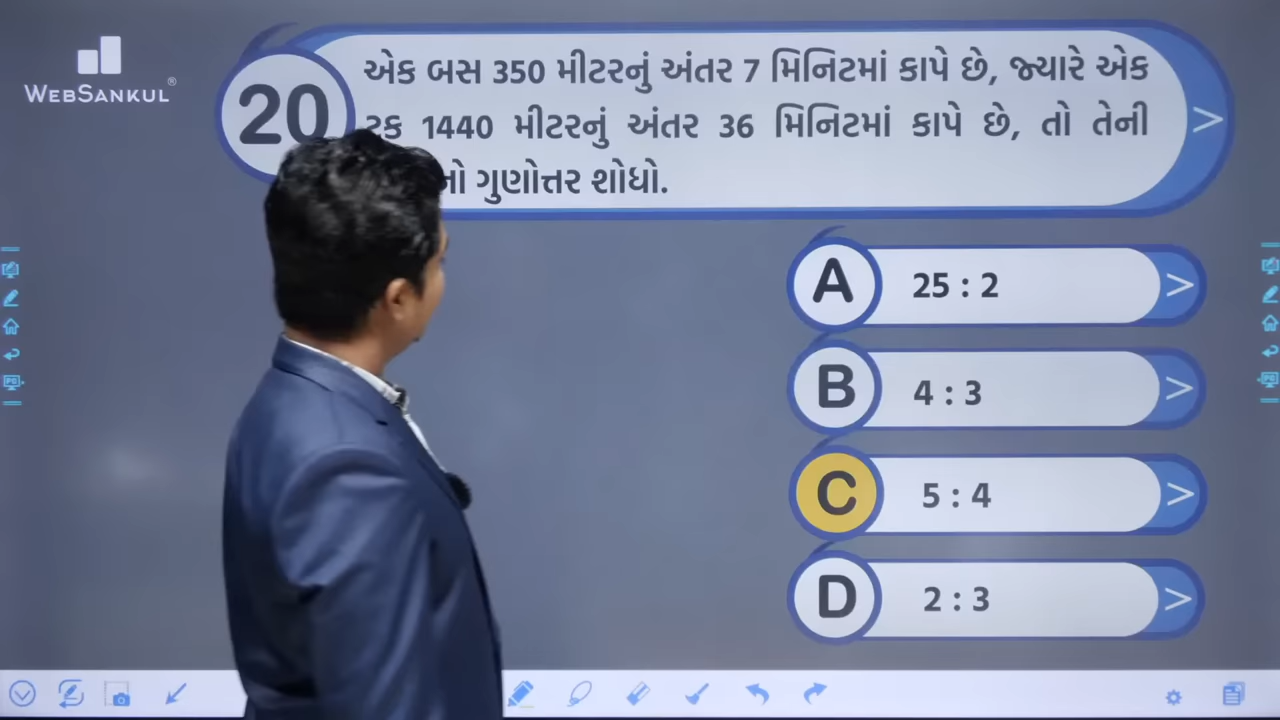 WEBSANKUL®
20
એક બસ 350 મીટરનું અંતર 7 મિનિટમાં કાપે છે, જ્યારે એક
ટ્રક 1440 મીટરનું અંતર 36 મિનિટમાં કાપે છે, તો તેની
ગુણોત્તર શોધો.
A 25 : 2
B 4 : 3
C 5 : 4
D 2 : 3